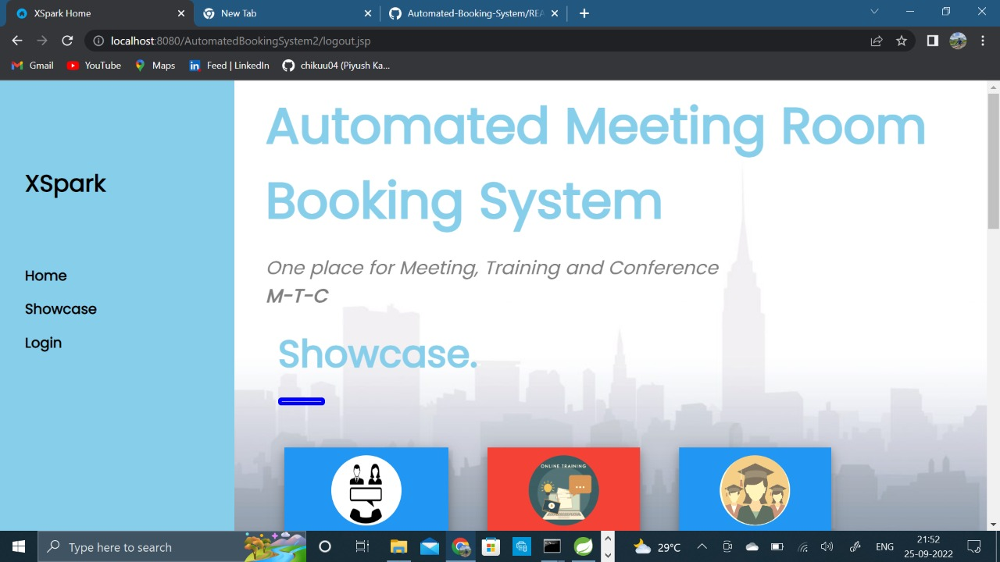 XSpark Home
New Tab
Automated-Booking-System/REA
localhost:8080/AutomatedBookingSystem2/logout.jsp
Gmail
YouTube
Maps
Feed | LinkedIn
chikuu04 (Piyush Ka...
XSpark
Home
Showcase
Login
Automated Meeting Room
Booking System
One place for Meeting, Training and Conference
M-T-C
Showcase.
ONLINE TRAINING
Type here to search
29°C
ENG
21:52
25-09-2022